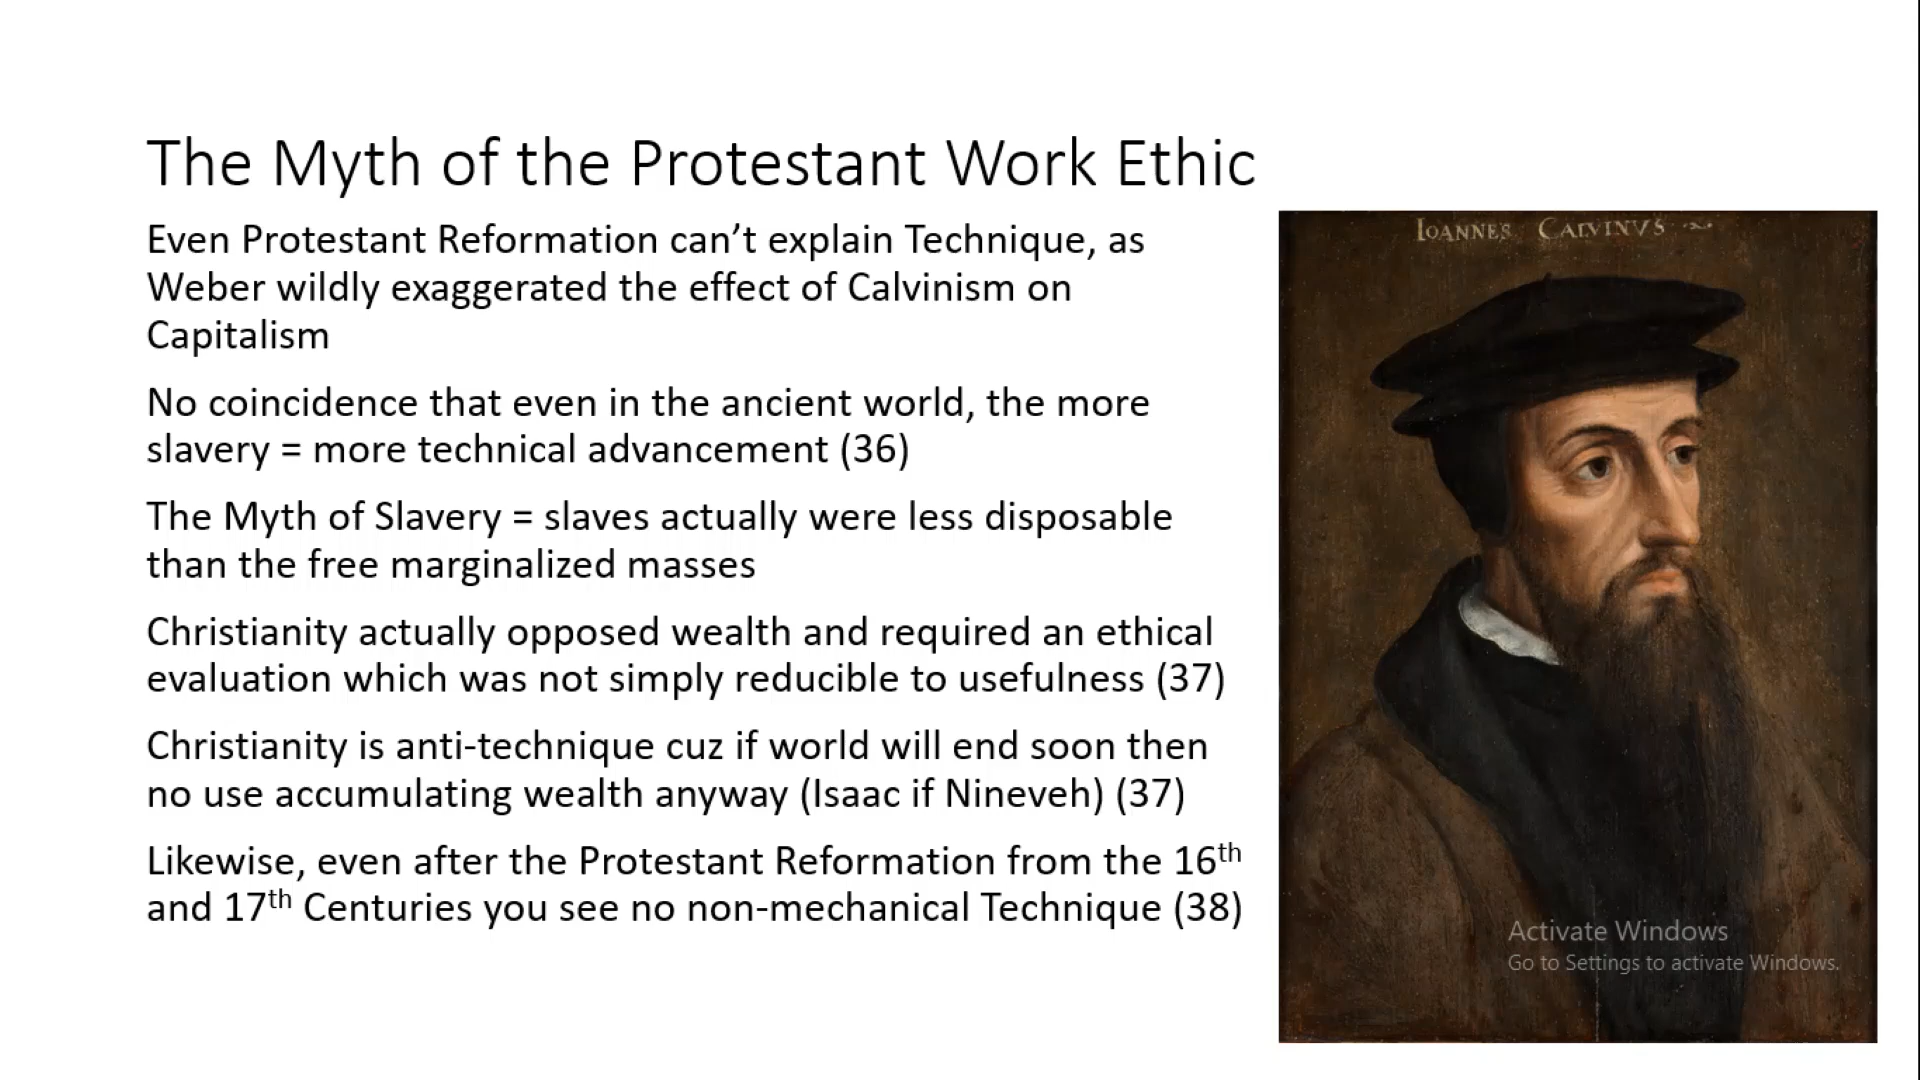 The Myth of the Protestant Work Ethic
Even Protestant Reformation can’t explain Technique, as
Weber wildly exaggerated the effect of Calvinism on
Capitalism
No coincidence that even in the ancient world, the more
slavery = more technical advancement (36)
The Myth of Slavery = slaves actually were less disposable
than the free marginalized masses
Christianity actually opposed wealth and required an ethical
evaluation which was not simply reducible to usefulness (37)
Christianity is anti-technique cuz if world will end soon then
no use accumulating wealth anyway (Isaac if Nineveh) (37)
Likewise, even after the Protestant Reformation from the 16th
and 17th Centuries you see no non-mechanical Technique (38)
IOANNES CALVINVS
Activate Windows
Go to Settings to activate Windows.